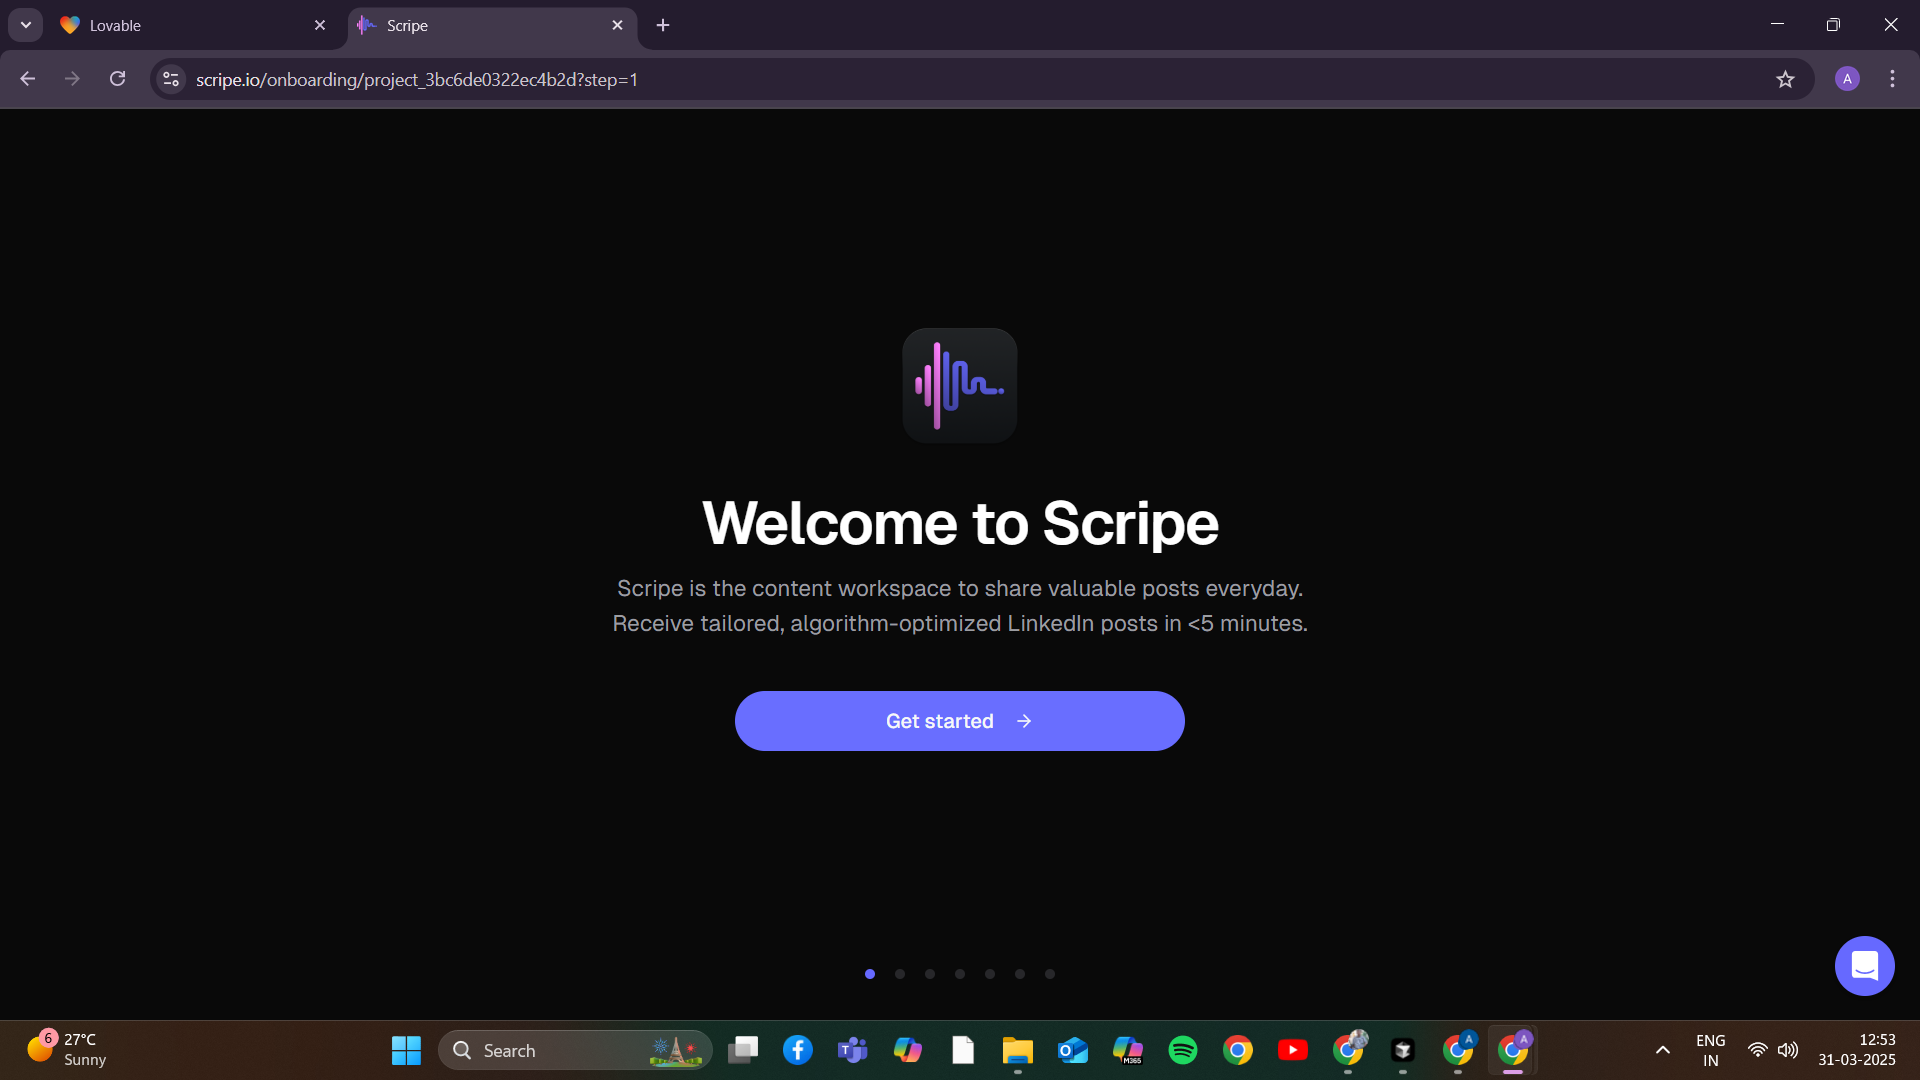 Lovable
Scripe
scripe.io/onboarding/project_3bc6de0322ec4b2d?step=1
A
Welcome to Scripe
Scripe is the content workspace to share valuable posts everyday.
Receive tailored, algorithm-optimized LinkedIn posts in <5 minutes.
Get started
6
27°C
Sunny
Search
T
O
M365
A
A
ENG
IN
12:53
31-03-2025